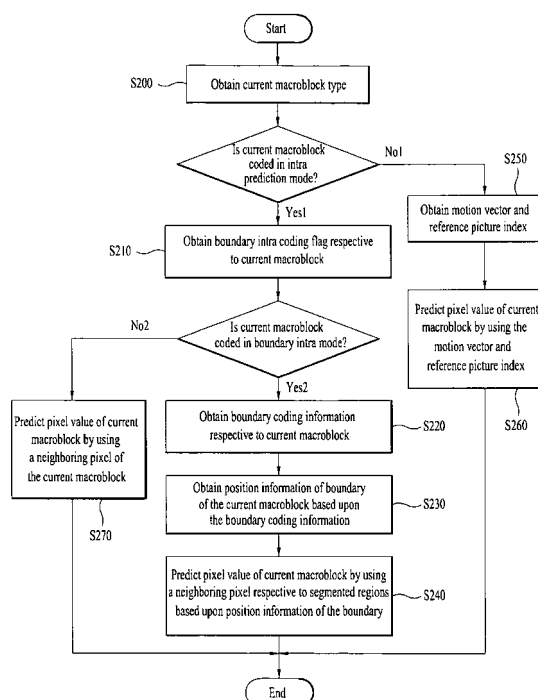 Start
S200
Obtain current macroblock type
Is current macroblock
coded in intra
prediction mode?
No1
S250
Yes1
Obtain motion vector and
reference picture index
S210
Obtain boundary intra coding flag respective
to current macroblock
No2
Is current macroblock
coded in boundary intra mode?
Predict pixel value of current
macroblock by using the
motion vector and
reference picture index
S260
Yes2
Predict pixel value of current
macroblock by using
a neighboring pixel of
the current macroblock
S270
Obtain boundary coding information
respective to current macroblock
S220
Obtain position information of boundary
of the current macroblock based upon
the boundary coding information
S230
Predict pixel value of current macroblock by using
a neighboring pixel respective to segmented regions
based upon position information of the boundary
S240
End